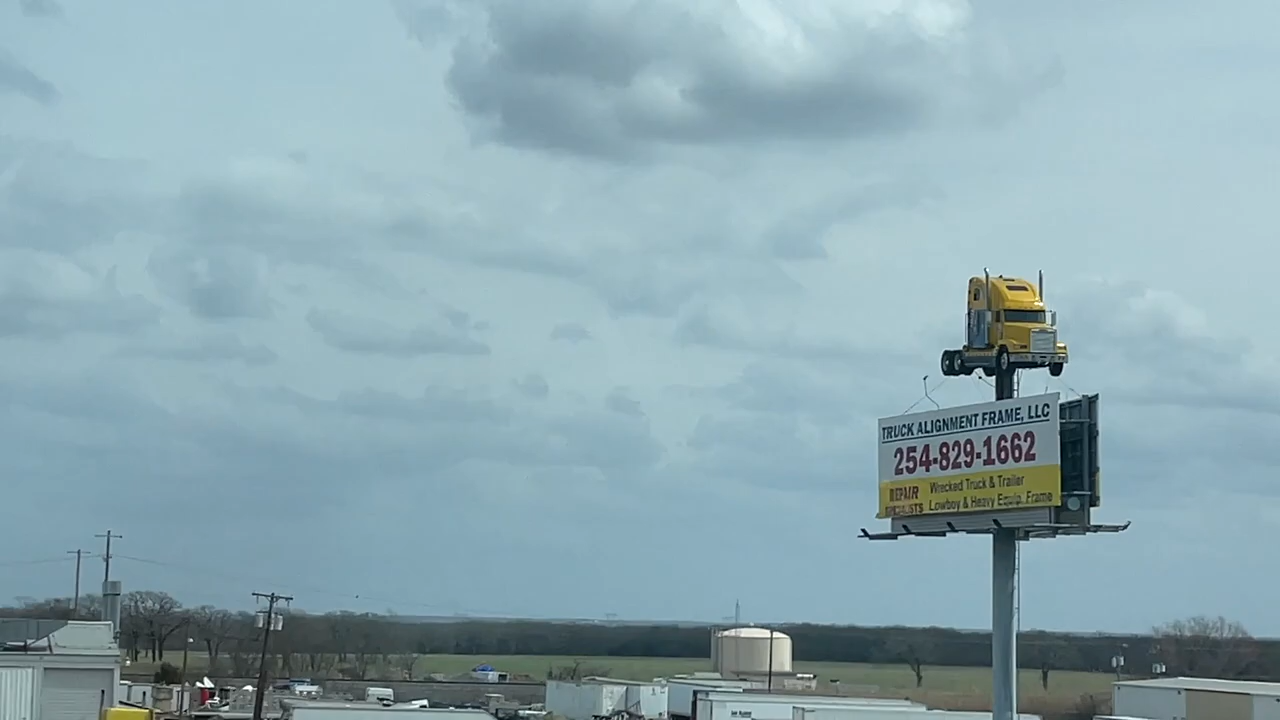 TRUCK ALIGNMENT FRAME, LLC
254-829-1662
REPAIR SPECIALISTS
Wrecked Truck & Trailer
Lowboy & Heavy Equip. Frame